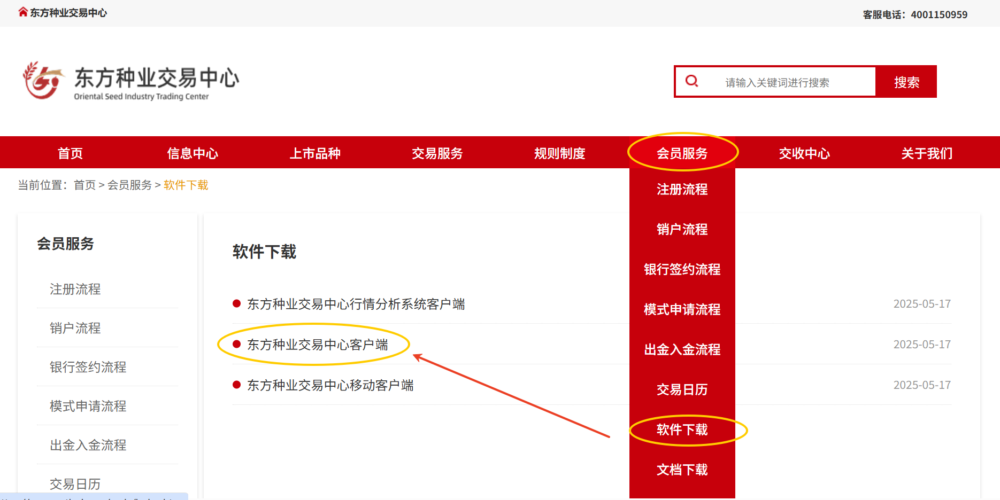 东方种业交易中心
客服电话：4001150959
东方种业交易中心
Oriental Seed Industry Trading Center
请输入关键词进行搜索
搜索
首页
信息中心
上市品种
交易服务
规则制度
会员服务
交收中心
关于我们
当前位置：首页 > 会员服务 > 软件下载
注册流程
销户流程
银行签约流程
模式申请流程
出金入金流程
交易日历
软件下载
文档下载
会员服务
注册流程
销户流程
银行签约流程
模式申请流程
出金入金流程
交易日历
软件下载
东方种业交易中心行情分析系统客户端
2025-05-17
东方种业交易中心客户端
2025-05-17
东方种业交易中心移动客户端
2025-05-17